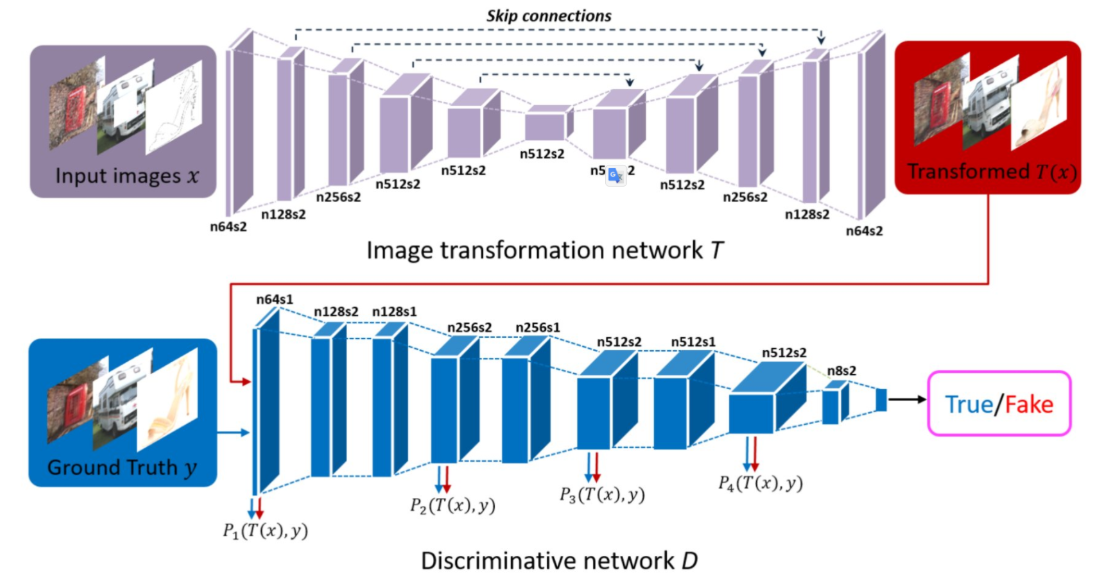 Skip connections
Input images x
n64s2
n128s2
n256s2
n512s2
n512s2
n512s2
n512s2
n256s2
n128s2
n64s2
Transformed T(x)
Image transformation network T
n64s1
n128s2
n128s1
n256s2
n256s1
n512s2
n512s1
n512s2
n8s2
Ground Truth y
True/Fake
P₁(T(x), y)
P₂(T(x), y)
P₃(T(x), y)
P₄(T(x), y)
Discriminative network D